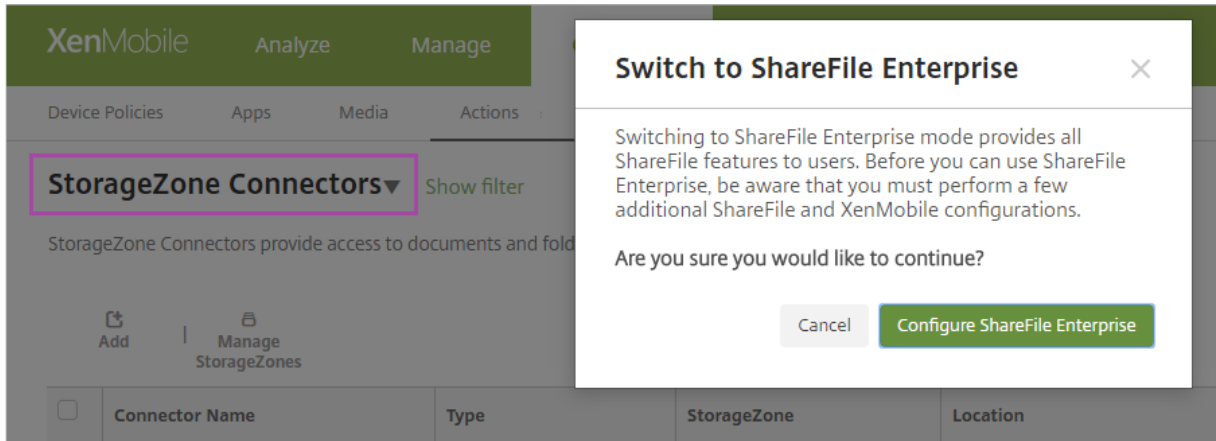 XenMobile Analyze Manage
Device Policies Apps Media Actions
StorageZone Connectors Show filter
StorageZone Connectors provide access to documents and fold
Add
Manage
StorageZones
Connector Name Type StorageZone Location
Switch to ShareFile Enterprise
Switching to ShareFile Enterprise mode provides all
ShareFile features to users. Before you can use ShareFile
Enterprise, be aware that you must perform a few
additional ShareFile and XenMobile configurations.
Are you sure you would like to continue?
Cancel Configure ShareFile Enterprise